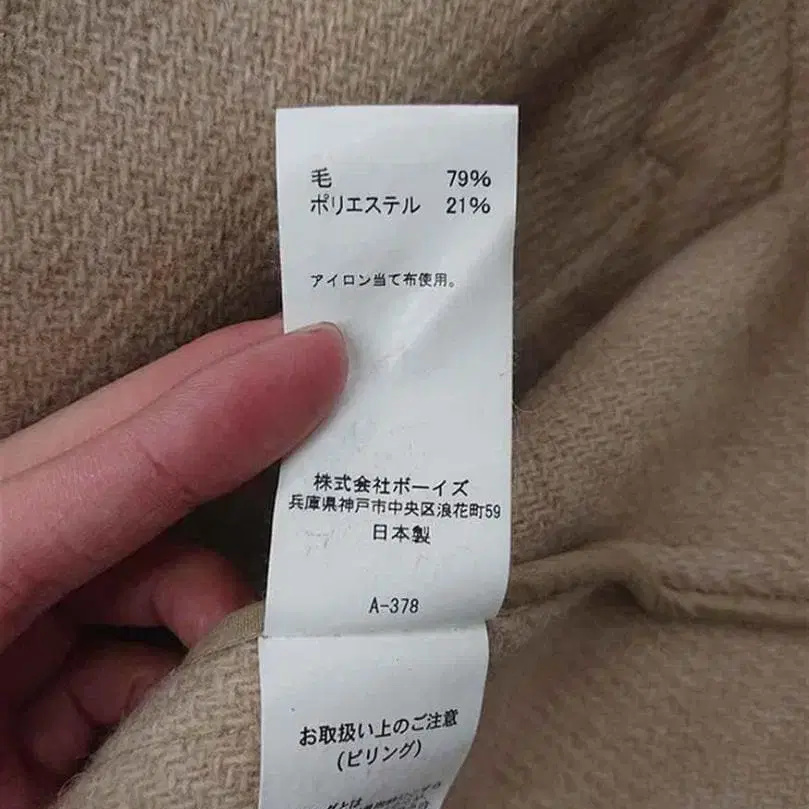 毛 79%
ポリエステル 21%
アイロン当て布使用。
株式会社ボーイズ
兵庫県神戸市中央区浪花町59
日本製
A-378
お取扱い上のご注意
(ピリング)